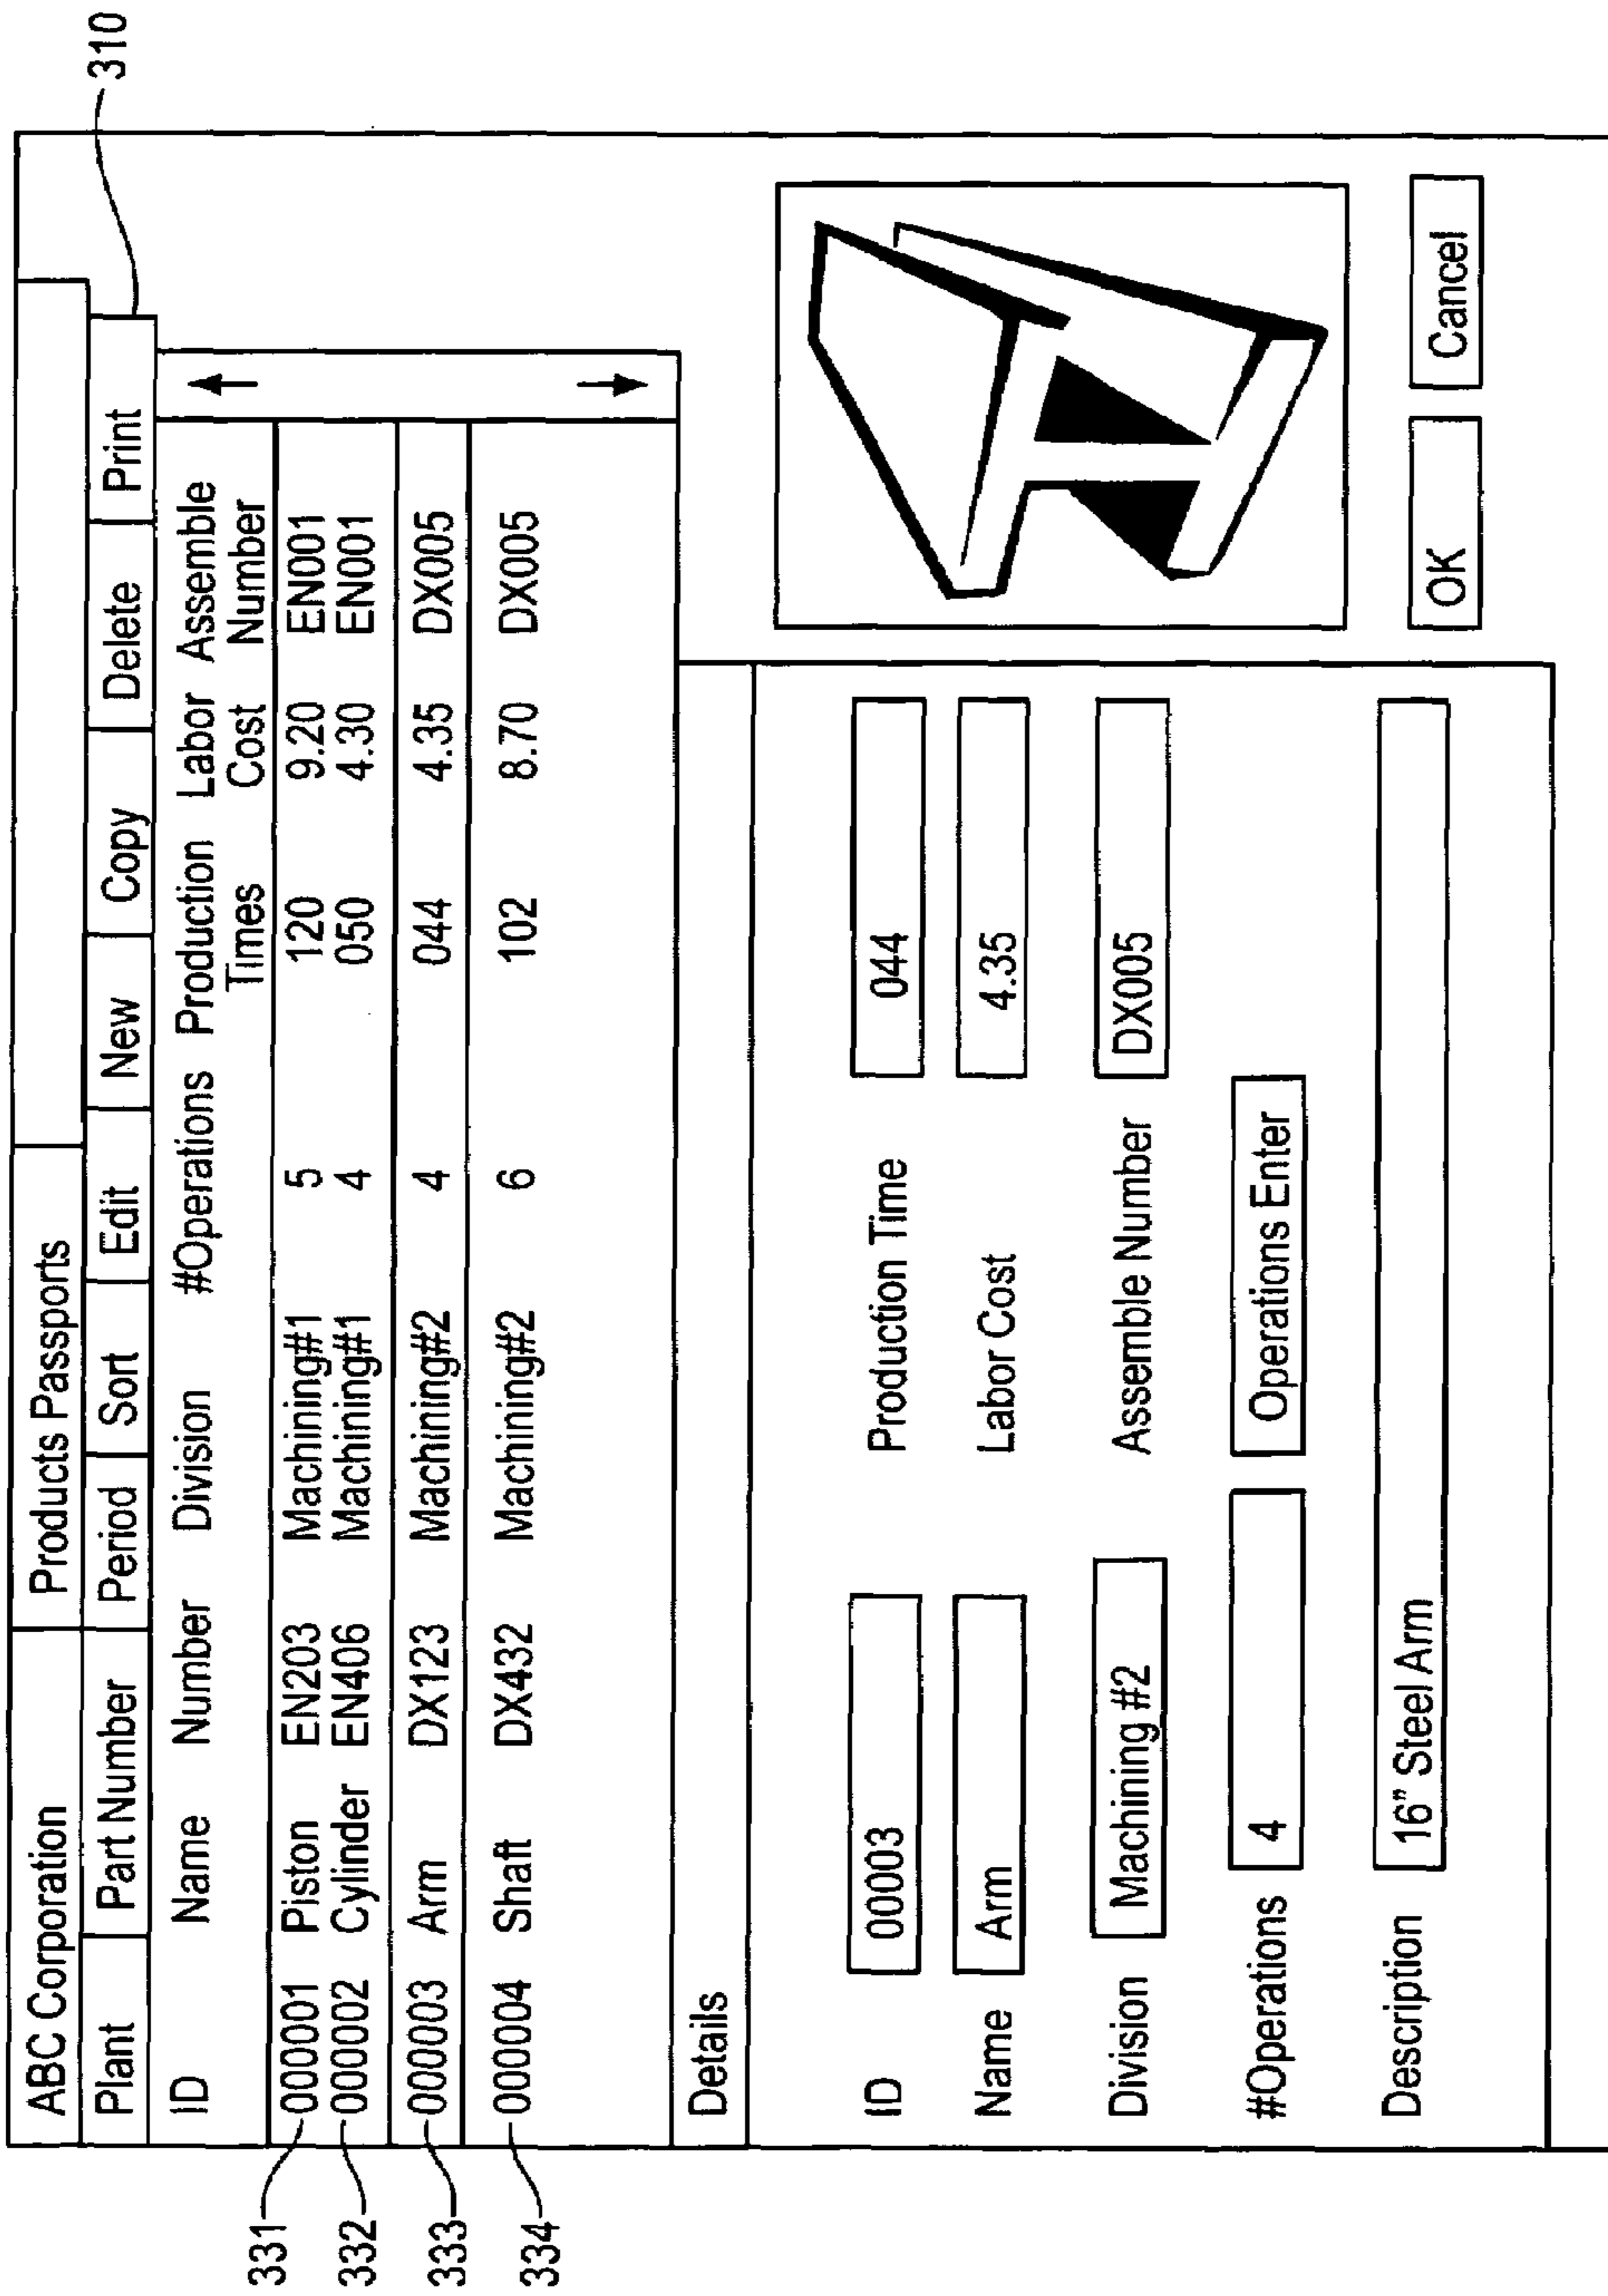 310
ABC Corporation Products Passports
Plant Part Number Period Sort Edit New Copy Delete Print
ID Name Number Division #Operations Production Times Labor Cost Assemble Number
331 000001 Piston EN203 Machining#1 5 120 9.20 EN001
332 000002 Cylinder EN406 Machining#1 4 050 4.30 EN001
333 000003 Arm DX123 Machining#2 4 044 4.35 DX005
334 000004 Shaft DX432 Machining#2 6 102 8.70 DX005
Details
ID 00003 Production Time 044
Name Arm Labor Cost 4.35
Division Machining #2 Assemble Number DX005
#Operations 4 Operations Enter
Description 16” Steel Arm
OK Cancel